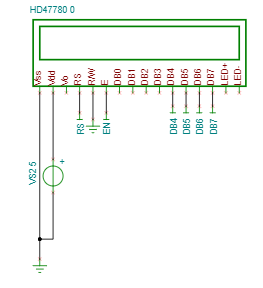 HD47780 0
Vss
Vdd
Vo
RS
R/W
E
DB0
DB1
DB2
DB3
DB4
DB5
DB6
DB7
LED+
LED-
RS
EN
DB4
DB5
DB6
DB7
VS2 5
+